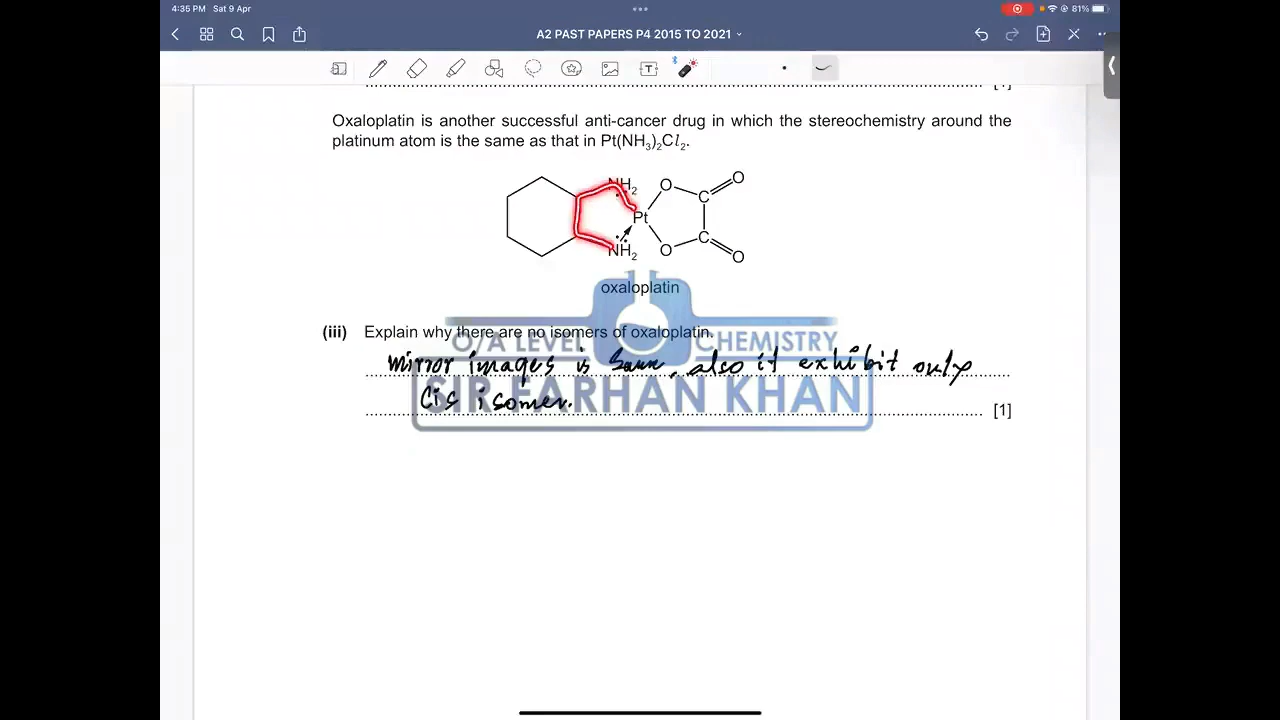 4:35 PM Sat 9 Apr
81%
A2 PAST PAPERS P4 2015 TO 2021
[1]
Oxaloplatin is another successful anti-cancer drug in which the stereochemistry around the
platinum atom is the same as that in Pt(NH₃)₂Cl₂.
NH₂ O C O
Pt
NH₂ O C O
oxaloplatin
(iii) Explain why there are no isomers of oxaloplatin.
O/A LEVEL CHEMISTRY
mirror images is same, also it exhibit only
SIR FARHAN KHAN
Cis isomer.
[1]